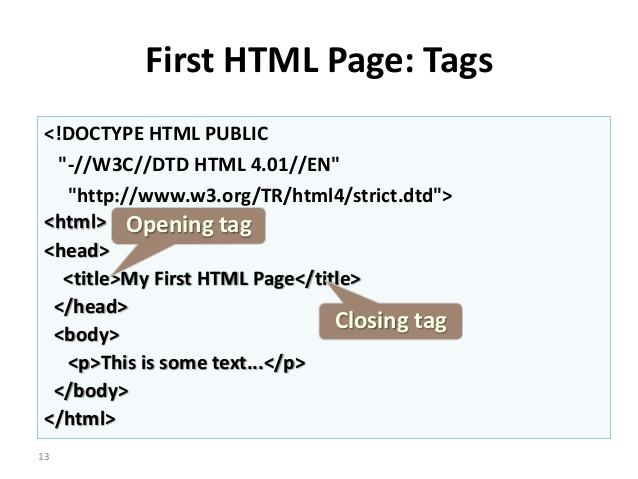 First HTML Page: Tags
<!DOCTYPE HTML PUBLIC
"-//W3C//DTD HTML 4.01//EN"
"http://www.w3.org/TR/html4/strict.dtd">
<html>
Opening tag
<head>
<title>My First HTML Page</title>
</head>
Closing tag
<body>
<p>This is some text...</p>
</body>
</html>
13